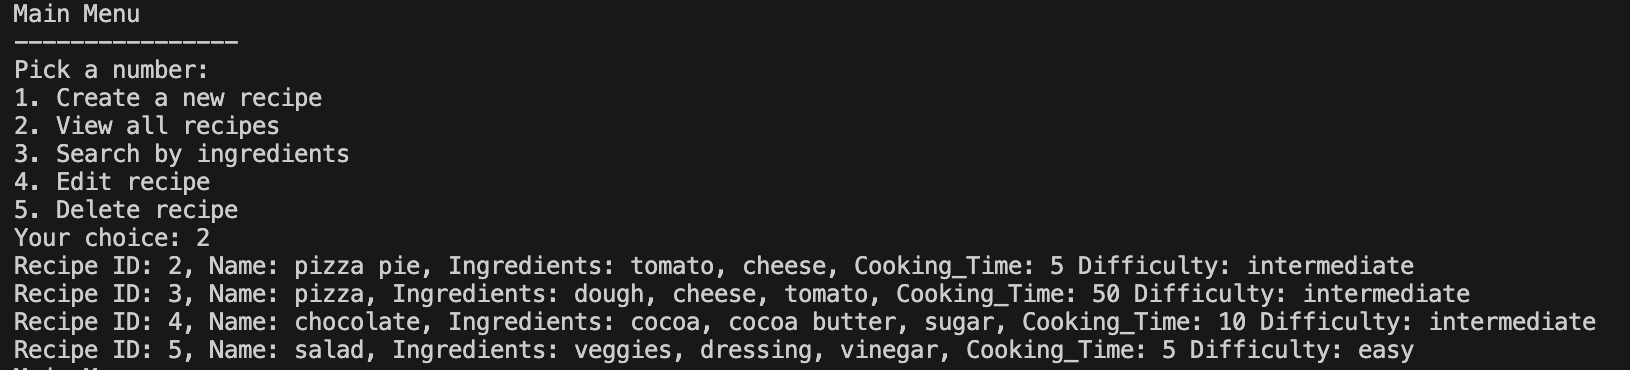 Main Menu
----------------
Pick a number:
1. Create a new recipe
2. View all recipes
3. Search by ingredients
4. Edit recipe
5. Delete recipe
Your choice: 2
Recipe ID: 2, Name: pizza pie, Ingredients: tomato, cheese, Cooking_Time: 5 Difficulty: intermediate
Recipe ID: 3, Name: pizza, Ingredients: dough, cheese, tomato, Cooking_Time: 50 Difficulty: intermediate
Recipe ID: 4, Name: chocolate, Ingredients: cocoa, cocoa butter, sugar, Cooking_Time: 10 Difficulty: intermediate
Recipe ID: 5, Name: salad, Ingredients: veggies, dressing, vinegar, Cooking_Time: 5 Difficulty: easy